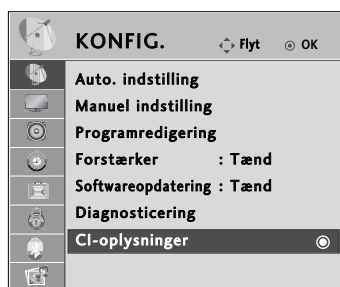 KONFIG. Flyt OK
Auto. indstilling
Manuel indstilling
Programredigering
Forstærker : Tænd
Softwareopdatering : Tænd
Diagnosticering
CI-oplysninger